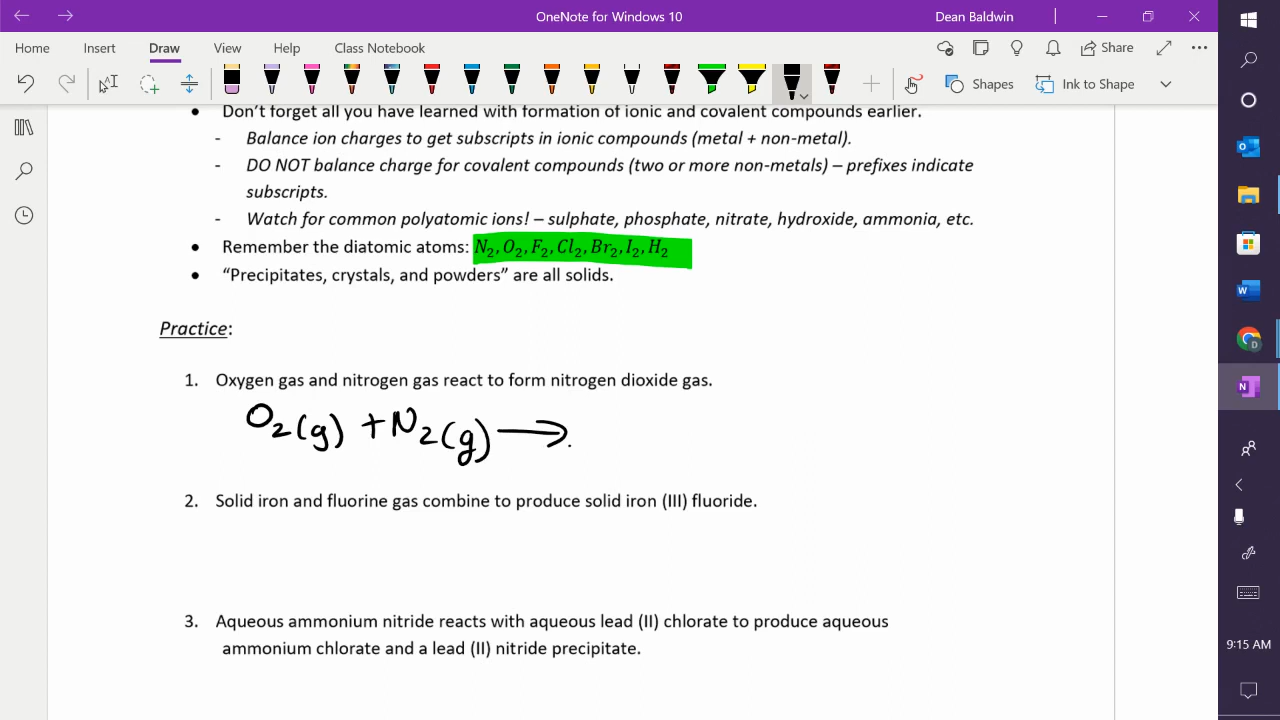 OneNote for Windows 10
Dean Baldwin
Home Insert Draw View Help Class Notebook
Share
Shapes
Ink to Shape
• Don't forget all you have learned with formation of ionic and covalent compounds earlier.
- Balance ion charges to get subscripts in ionic compounds (metal + non-metal).
- DO NOT balance charge for covalent compounds (two or more non-metals) – prefixes indicate
subscripts.
- Watch for common polyatomic ions! – sulphate, phosphate, nitrate, hydroxide, ammonia, etc.
• Remember the diatomic atoms: N₂, O₂, F₂, Cl₂, Br₂, I₂, H₂
• “Precipitates, crystals, and powders” are all solids.
Practice:
1. Oxygen gas and nitrogen gas react to form nitrogen dioxide gas.
O₂(g) + N₂(g) →
2. Solid iron and fluorine gas combine to produce solid iron (III) fluoride.
3. Aqueous ammonium nitride reacts with aqueous lead (II) chlorate to produce aqueous
ammonium chlorate and a lead (II) nitride precipitate.
9:15 AM